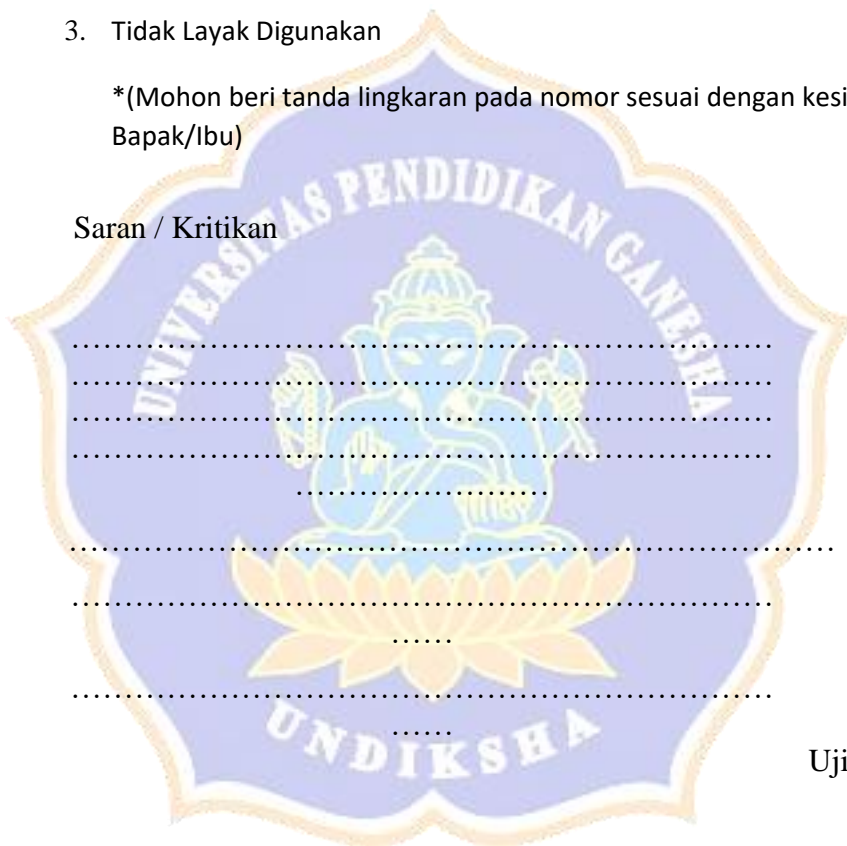 3. Tidak Layak Digunakan
*(Mohon beri tanda lingkaran pada nomor sesuai dengan kesi
Bapak/Ibu)
UNIVERSITAS PENDIDIKAN GANESHA
Saran / Kritikan
………………………………………………………………
………………………………………………………………
………………………………………………………………
………………………………………………………………
……………………
………………………………………………………………………
………………………………………………………………
……
………………………………………………………………
……
UNDIKSHA
Uji